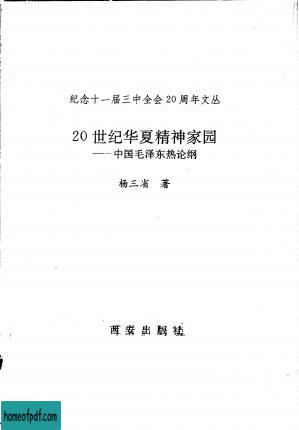 纪念十一届三中全会20周年文丛
20世纪华夏精神家园
——中国毛泽东热论纲
杨三省 著
西安出版社
homeofpdf.com